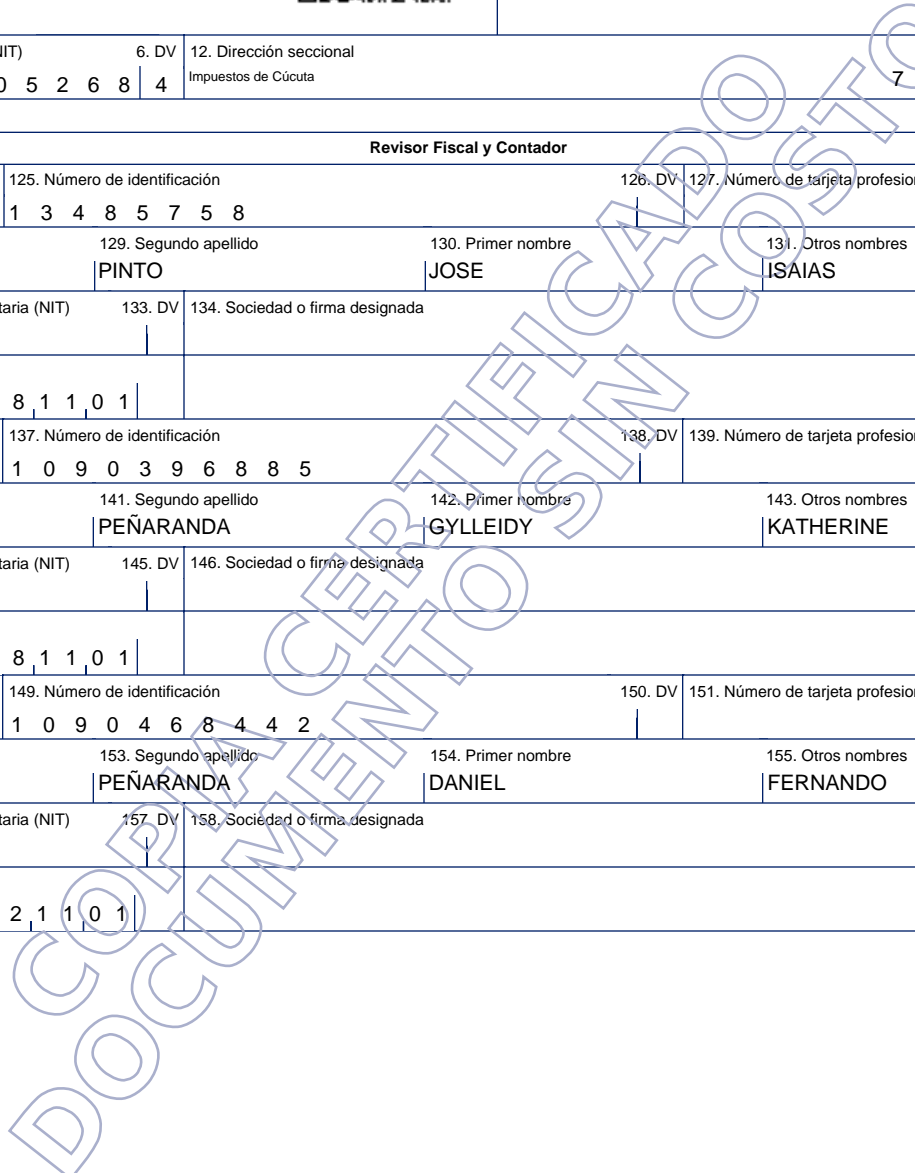 IT) 6. DV 12. Dirección seccional
0 5 2 6 8 4 Impuestos de Cúcuta 7
Revisor Fiscal y Contador
125. Número de identificación 126. DV 127. Número de tarjeta profesion
1 3 4 8 5 7 5 8
129. Segundo apellido 130. Primer nombre 131. Otros nombres
PINTO JOSE ISAIAS
taria (NIT) 133. DV 134. Sociedad o firma designada
8 1 1 0 1
137. Número de identificación 138. DV 139. Número de tarjeta profesion
1 0 9 0 3 9 6 8 8 5
141. Segundo apellido 142. Primer nombre 143. Otros nombres
PEÑARANDA GYLLEIDY KATHERINE
taria (NIT) 145. DV 146. Sociedad o firma designada
8 1 1 0 1
149. Número de identificación 150. DV 151. Número de tarjeta profesion
1 0 9 0 4 6 8 4 4 2
153. Segundo apellido 154. Primer nombre 155. Otros nombres
PEÑARANDA DANIEL FERNANDO
taria (NIT) 157. DV 158. Sociedad o firma designada
2 1 1 0 1
COPIA CERTIFICADO
DOCUMENTO SIN COSTO